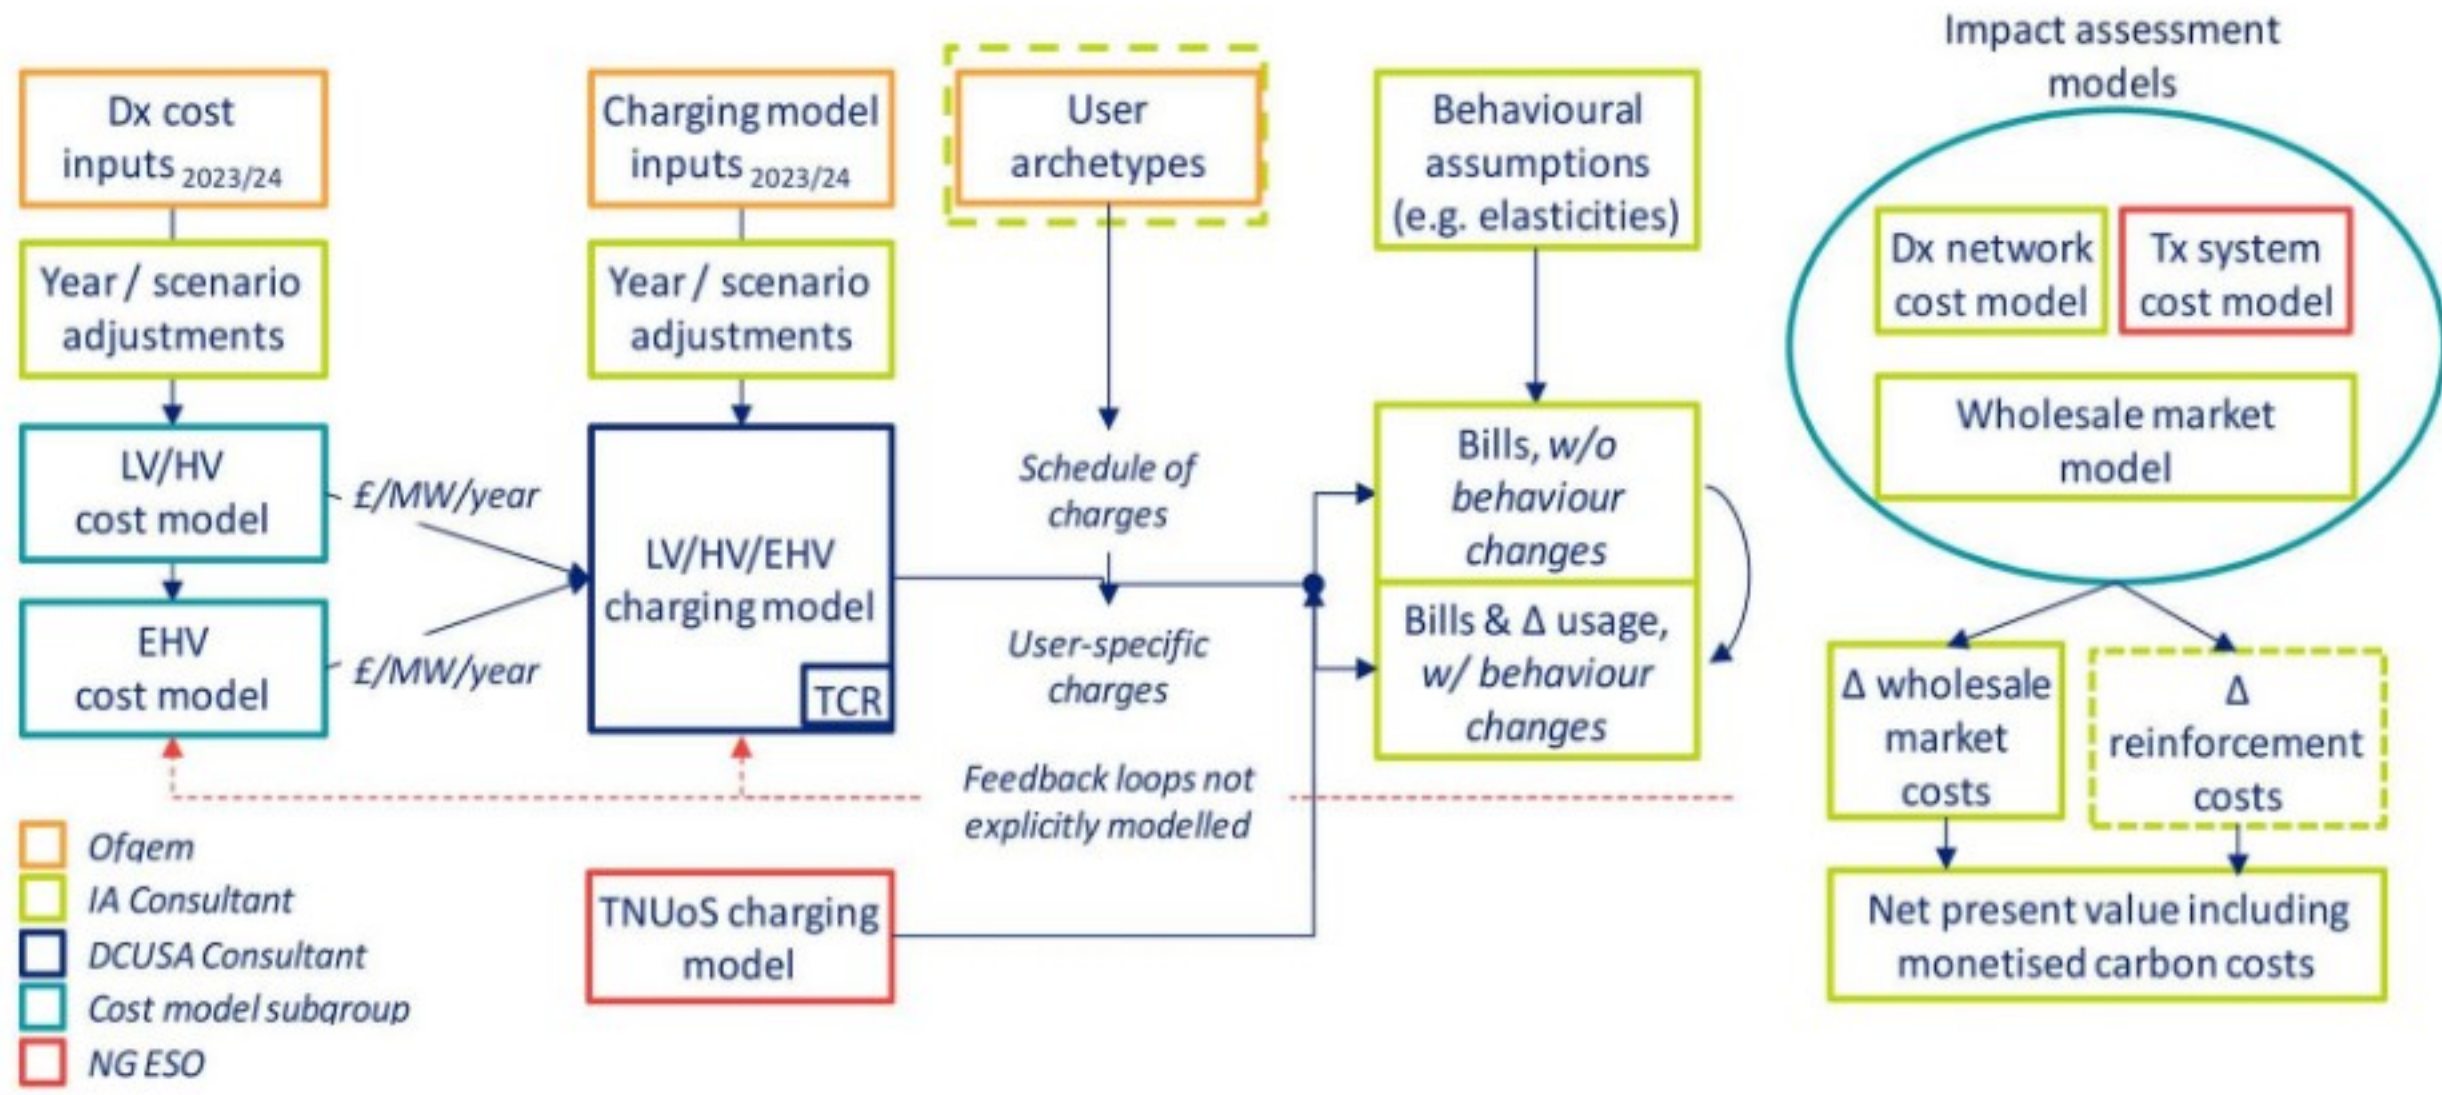 Impact assessment
models
Dx cost
inputs 2023/24
Charging model
inputs 2023/24
User
archetypes
Behavioural
assumptions
(e.g. elasticities)
Dx network
cost model
Tx system
cost model
Year / scenario
adjustments
Year / scenario
adjustments
Wholesale market
model
LV/HV
cost model
£/MW/year
EHV
cost model
£/MW/year
LV/HV/EHV
charging model
TCR
Schedule of
charges
User-specific
charges
Bills, w/o
behaviour
changes
Bills & Δ usage,
w/ behaviour
changes
Δ wholesale
market
costs
Δ
reinforcement
costs
Feedback loops not
explicitly modelled
TNUoS charging
model
Net present value including
monetised carbon costs
Ofgem
IA Consultant
DCUSA Consultant
Cost model subgroup
NG ESO